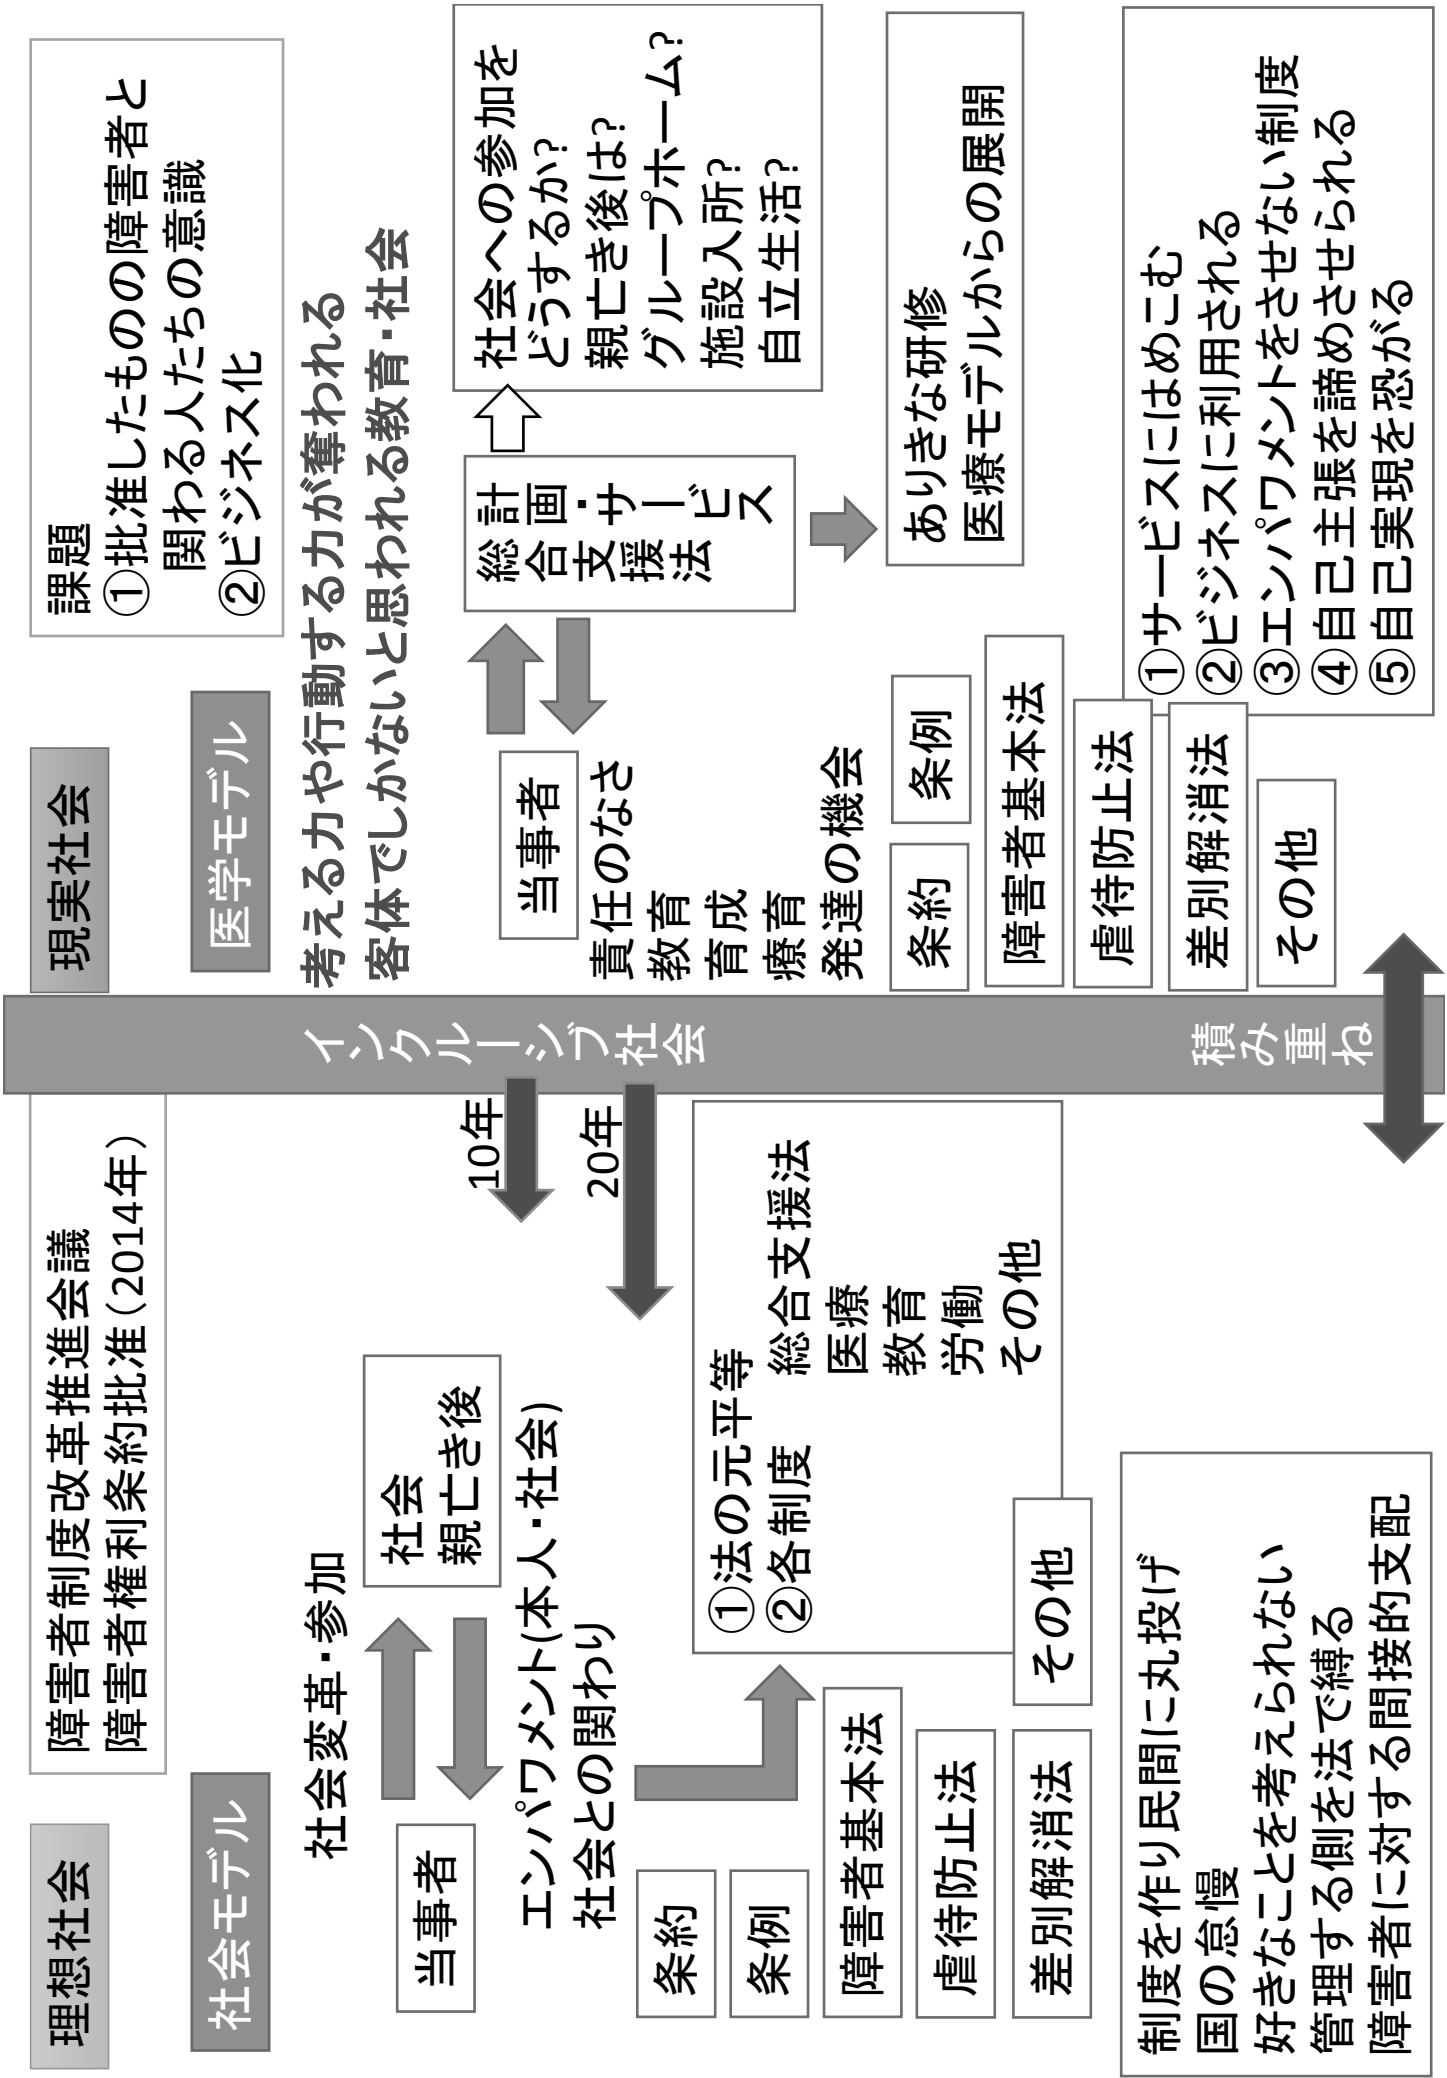 理想社会
障害者制度改革推進会議
障害者権利条約批准（2014年）
社会モデル
社会変革・参加
当事者
社会
親亡き後
エンパワメント(本人・社会)
社会との関わり
条約
条例
障害者基本法
虐待防止法
差別解消法
その他
①法の元平等
②各制度　総合支援法
医療
教育
労働
その他
制度を作り民間に丸投げ
国の怠慢
好きなことを考えられない
管理する側を法で縛る
障害者に対する間接的支配
10年
20年
インクルージブ社会
積み重ね
現実社会
課題
①批准したものの障害者と
関わる人たちの意識
②ビジネス化
医学モデル
考える力や行動する力が奪われる
客体でしかないと思われる教育・社会
当事者
総合支援法
計画・サービス
社会への参加を
どうするか?
親亡き後は?
グループホーム?
施設入所?
自立生活?
責任のなさ
教育
育成
療育
発達の機会
ありきな研修
医療モデルからの展開
条約
条例
障害者基本法
虐待防止法
差別解消法
その他
①サービスにはめこむ
②ビジネスに利用される
③エンパワメントをさせない制度
④自己主張を諦めさせられる
⑤自己実現を恐がる